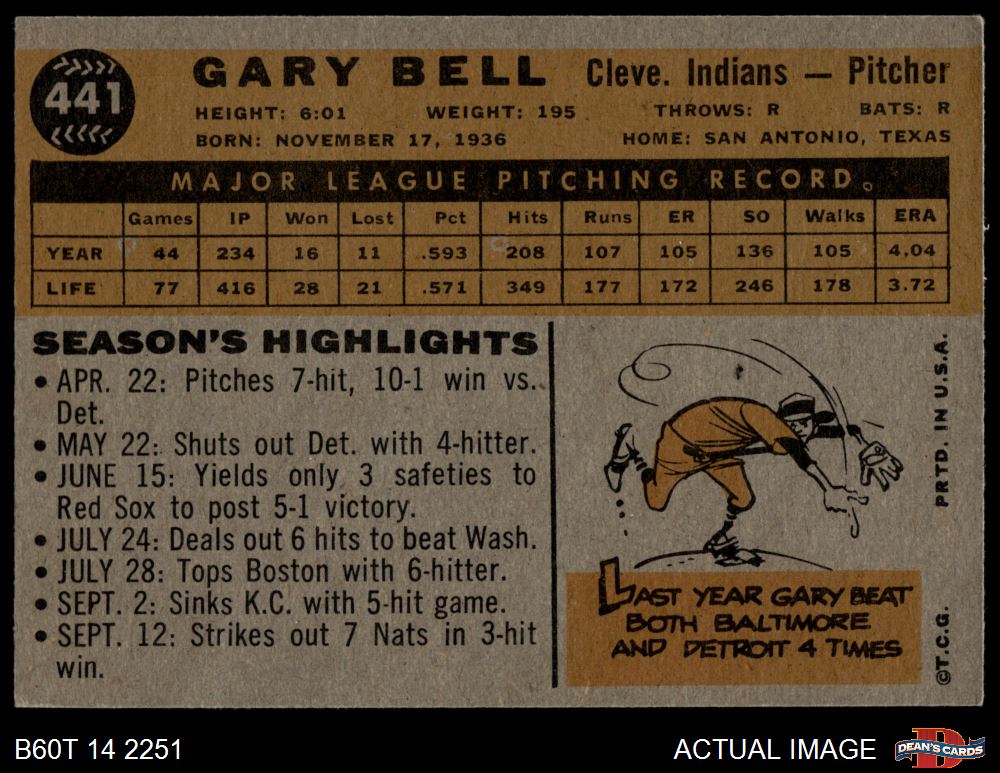 441
GARY BELL Cleve. Indians — Pitcher
HEIGHT: 6:01 WEIGHT: 195 THROWS: R BATS: R
BORN: NOVEMBER 17, 1936 HOME: SAN ANTONIO, TEXAS
MAJOR LEAGUE PITCHING RECORD
Games IP Won Lost Pct Hits Runs ER SO Walks ERA
YEAR 44 234 16 11 .593 208 107 105 136 105 4.04
LIFE 77 416 28 21 .571 349 177 172 246 178 3.72
SEASON'S HIGHLIGHTS
• APR. 22: Pitches 7-hit, 10-1 win vs.
Det.
• MAY 22: Shuts out Det. with 4-hitter.
• JUNE 15: Yields only 3 safeties to
Red Sox to post 5-1 victory.
• JULY 24: Deals out 6 hits to beat Wash.
• JULY 28: Tops Boston with 6-hitter.
• SEPT. 2: Sinks K.C. with 5-hit game.
• SEPT. 12: Strikes out 7 Nats in 3-hit
win.
LAST YEAR GARY BEAT
BOTH BALTIMORE
AND DETROIT 4 TIMES
©T.C.G. PRTD. IN U.S.A.
B60T 14 2251 ACTUAL IMAGE
D
DEAN'S CARDS